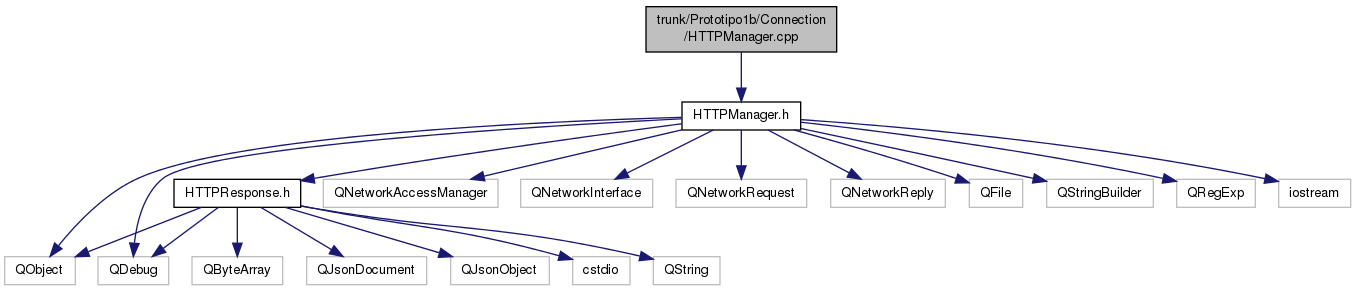 trunk/Prototipo1b/Connection
/HTTPManager.cpp
HTTPManager.h
HTTPResponse.h
QNetworkAccessManager
QNetworkInterface
QNetworkRequest
QNetworkReply
QFile
QStringBuilder
QRegExp
iostream
QObject
QDebug
QByteArray
QJsonDocument
QJsonObject
cstdio
QString